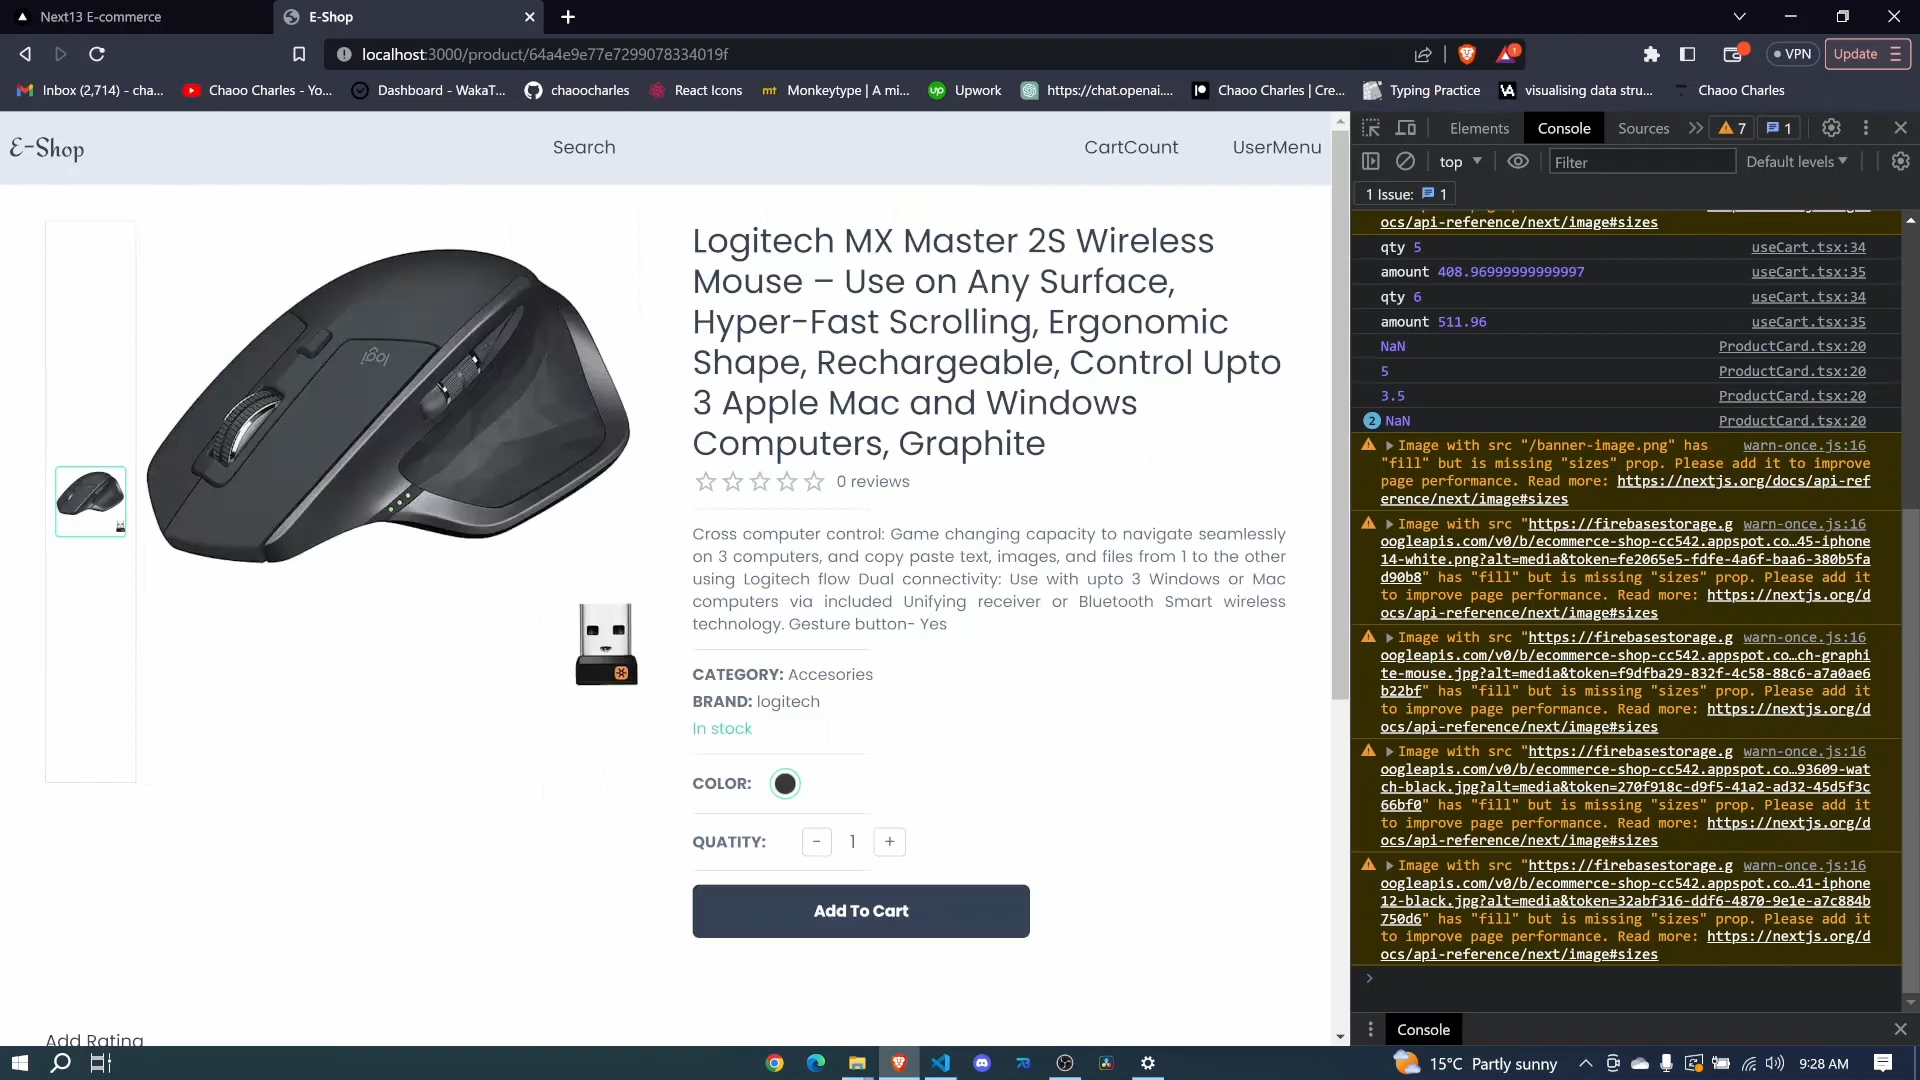 Next13 E-commerce
E-Shop
localhost:3000/product/64a4e9e77e7299078334019f
1
VPN
Update
Inbox (2,714) - cha...
Chaoo Charles - Yo...
Dashboard - WakaT...
chaoocharles
React Icons
mt Monkeytype | A mi...
up Upwork
https://chat.openai....
Chaoo Charles | Cre...
Typing Practice
VA visualising data stru...
Chaoo Charles
E-Shop
Search
CartCount
UserMenu
logi
Logitech MX Master 2S Wireless
Mouse – Use on Any Surface,
Hyper-Fast Scrolling, Ergonomic
Shape, Rechargeable, Control Upto
3 Apple Mac and Windows
Computers, Graphite
0 reviews
Cross computer control: Game changing capacity to navigate seamlessly
on 3 computers, and copy paste text, images, and files from 1 to the other
using Logitech flow Dual connectivity: Use with upto 3 Windows or Mac
computers via included Unifying receiver or Bluetooth Smart wireless
technology. Gesture button- Yes
CATEGORY: Accesories
BRAND: logitech
In stock
COLOR:
QUATITY: - 1 +
Add To Cart
Add Rating
Elements
Console
Sources
7
1
top
Filter
Default levels
1 Issue: 1
ocs/api-reference/next/image#sizes
qty 5 useCart.tsx:34
amount 408.96999999999997 useCart.tsx:35
qty 6 useCart.tsx:34
amount 511.96 useCart.tsx:35
NaN ProductCard.tsx:20
5 ProductCard.tsx:20
3.5 ProductCard.tsx:20
2 NaN ProductCard.tsx:20
Image with src "/banner-image.png" has warn-once.js:16
"fill" but is missing "sizes" prop. Please add it to improve
page performance. Read more: https://nextjs.org/docs/api-ref
erence/next/image#sizes
Image with src "https://firebasestorage.g warn-once.js:16
oogleapis.com/v0/b/ecommerce-shop-cc542.appspot.co…45-iphone
14-white.png?alt=media&token=fe2065e5-fdfe-4a6f-baa6-380b5fa
d90b8" has "fill" but is missing "sizes" prop. Please add it
to improve page performance. Read more: https://nextjs.org/d
ocs/api-reference/next/image#sizes
Image with src "https://firebasestorage.g warn-once.js:16
oogleapis.com/v0/b/ecommerce-shop-cc542.appspot.co…ch-graphi
te-mouse.jpg?alt=media&token=f9dfba29-832f-4c58-88c6-a7a0ae6
b22bf" has "fill" but is missing "sizes" prop. Please add it
to improve page performance. Read more: https://nextjs.org/d
ocs/api-reference/next/image#sizes
Image with src "https://firebasestorage.g warn-once.js:16
oogleapis.com/v0/b/ecommerce-shop-cc542.appspot.co…93609-wat
ch-black.jpg?alt=media&token=270f918c-d9f5-41a2-ad32-45d5f3c
66bf0" has "fill" but is missing "sizes" prop. Please add it
to improve page performance. Read more: https://nextjs.org/d
ocs/api-reference/next/image#sizes
Image with src "https://firebasestorage.g warn-once.js:16
oogleapis.com/v0/b/ecommerce-shop-cc542.appspot.co…41-iphone
12-black.jpg?alt=media&token=32abf316-ddf6-4870-9e1e-a7c884b
750d6" has "fill" but is missing "sizes" prop. Please add it
to improve page performance. Read more: https://nextjs.org/d
ocs/api-reference/next/image#sizes
Console
15°C Partly sunny
9:28 AM